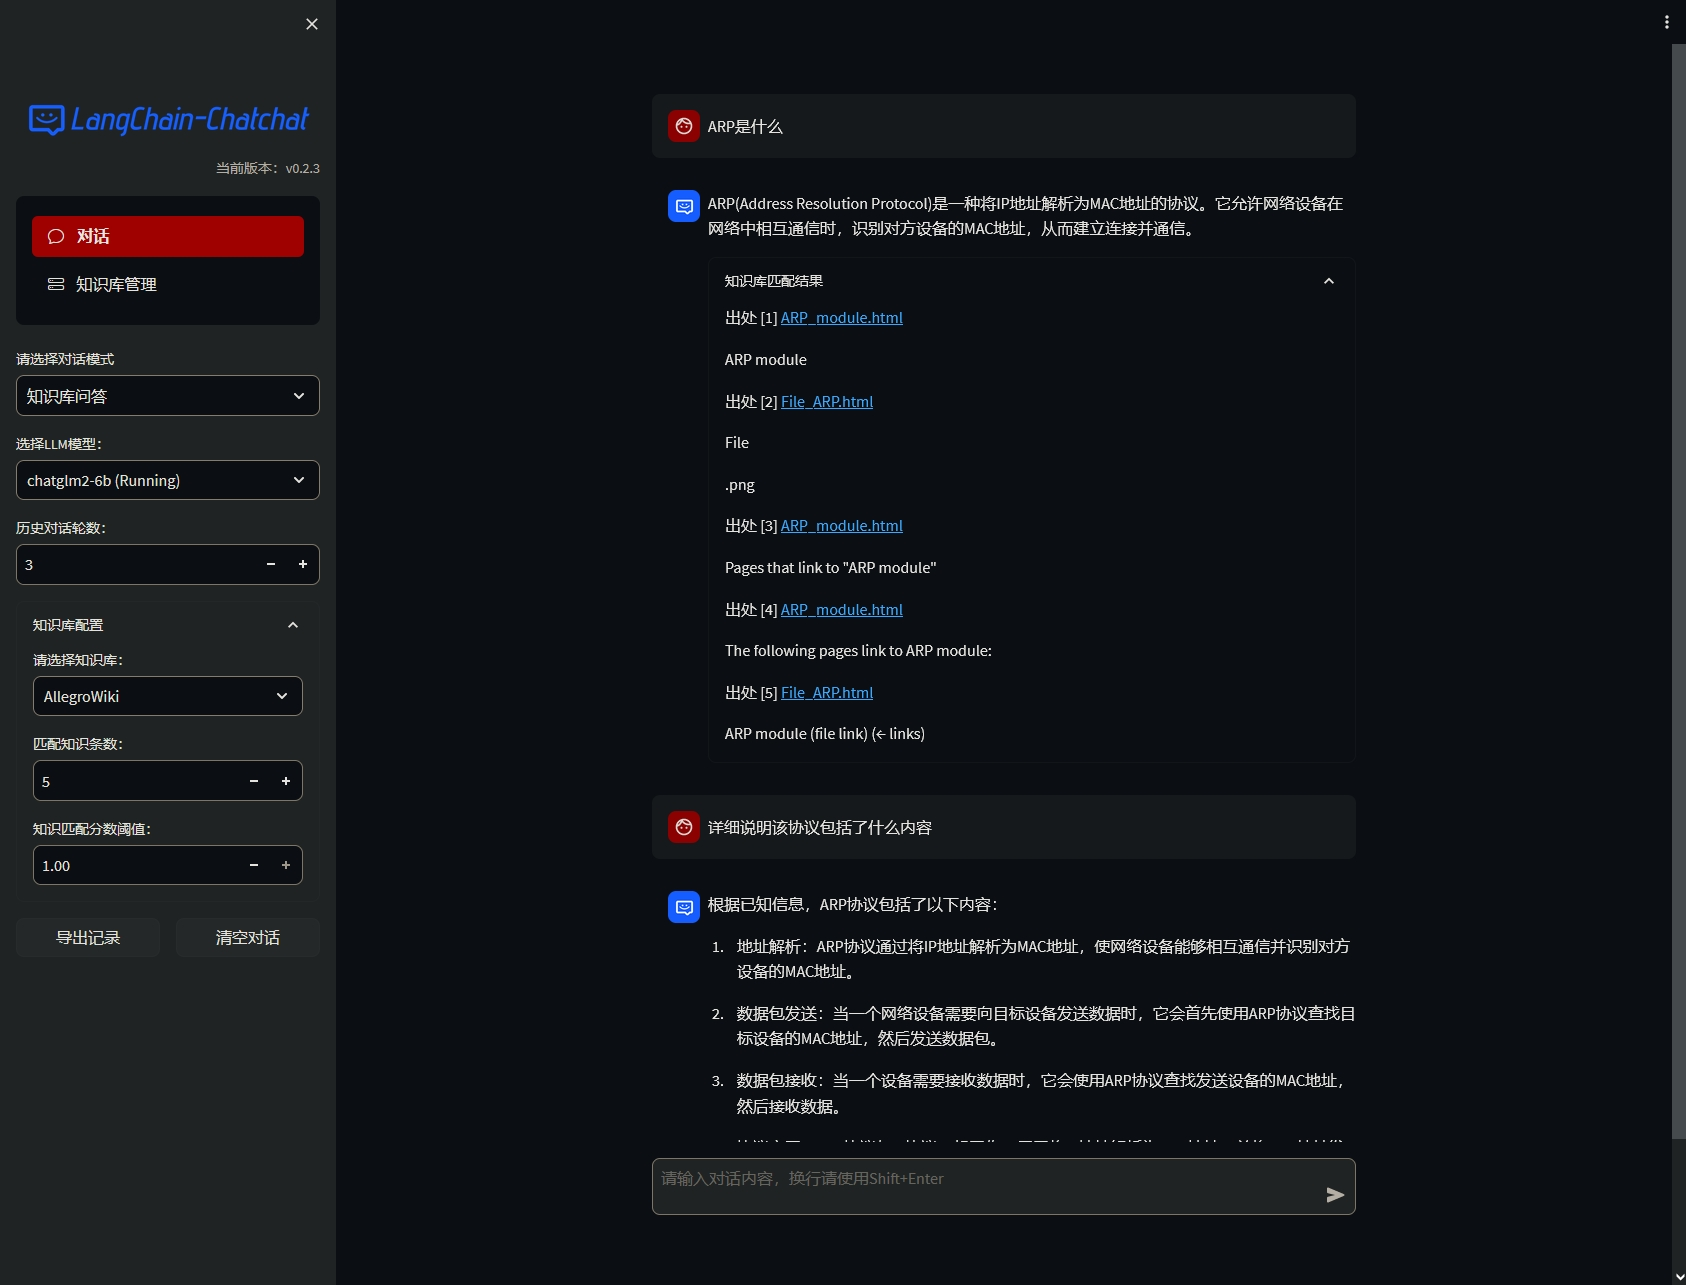 LangChain-Chatchat
当前版本：v0.2.3
对话
知识库管理
请选择对话模式
知识库问答
选择LLM模型：
chatglm2-6b (Running)
历史对话轮数：
3
知识库配置
请选择知识库：
AllegroWiki
匹配知识条数：
5
知识匹配分数阈值：
1.00
导出记录
清空对话
ARP是什么
ARP(Address Resolution Protocol)是一种将IP地址解析为MAC地址的协议。它允许网络设备在
网络中相互通信时，识别对方设备的MAC地址，从而建立连接并通信。
知识库匹配结果
出处 [1] ARP_module.html
ARP module
出处 [2] File_ARP.html
File
.png
出处 [3] ARP_module.html
Pages that link to "ARP module"
出处 [4] ARP_module.html
The following pages link to ARP module:
出处 [5] File_ARP.html
ARP module (file link) (← links)
详细说明该协议包括了什么内容
根据已知信息，ARP协议包括了以下内容：
1. 地址解析：ARP协议通过将IP地址解析为MAC地址，使网络设备能够相互通信并识别对方
设备的MAC地址。
2. 数据包发送：当一个网络设备需要向目标设备发送数据时，它会首先使用ARP协议查找目
标设备的MAC地址，然后发送数据包。
3. 数据包接收：当一个设备需要接收数据时，它会使用ARP协议查找发送设备的MAC地址，
然后接收数据。
请输入对话内容，换行请使用Shift+Enter